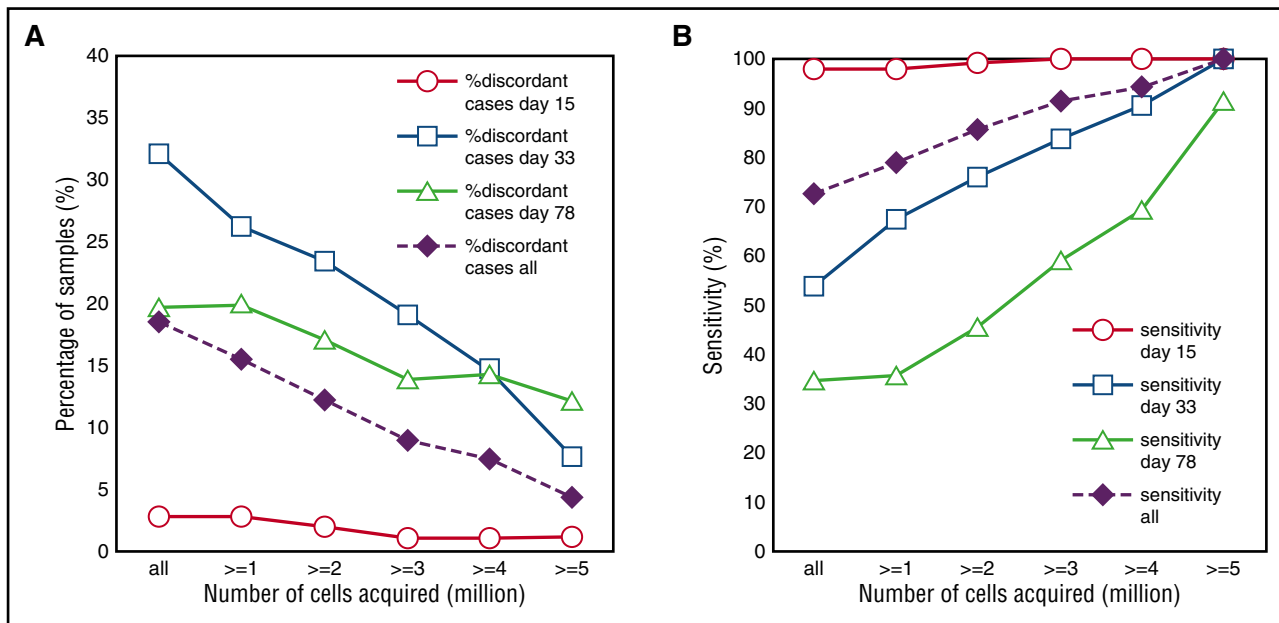 A
Percentage of samples (%)
40
35
30
25
20
15
10
5
0
%discordant
cases day 15
%discordant
cases day 33
%discordant
cases day 78
%discordant
cases all
all >=1 >=2 >=3 >=4 >=5
Number of cells acquired (million)
B
Sensitivity (%)
100
90
80
70
60
50
40
30
20
10
0
sensitivity
day 15
sensitivity
day 33
sensitivity
day 78
sensitivity
all
all >=1 >=2 >=3 >=4 >=5
Number of cells acquired (million)